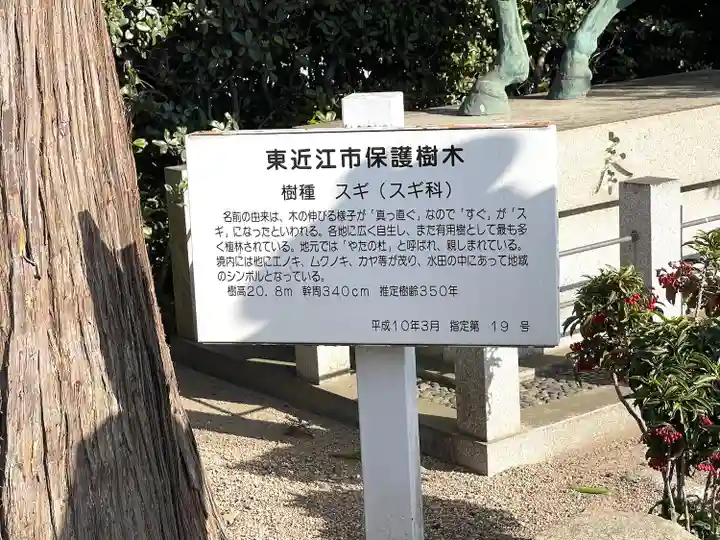 東近江市保護樹木
樹種　スギ（スギ科）
名前の由来は、木の伸びる様子が「真っ直ぐ」なので「すぐ」が「ス
ギ」になったといわれる。各地に広く自生し、また有用樹として最も多
く植林されている。地元では「やたの杜」と呼ばれ、親しまれている。
境内には他にエノキ、ムクノキ、カヤ等が茂り、水田の中にあって地域
のシンボルとなっている。
樹高20.8m　幹周340cm　推定樹齢350年
平成10年3月　指定第　19　号
奉